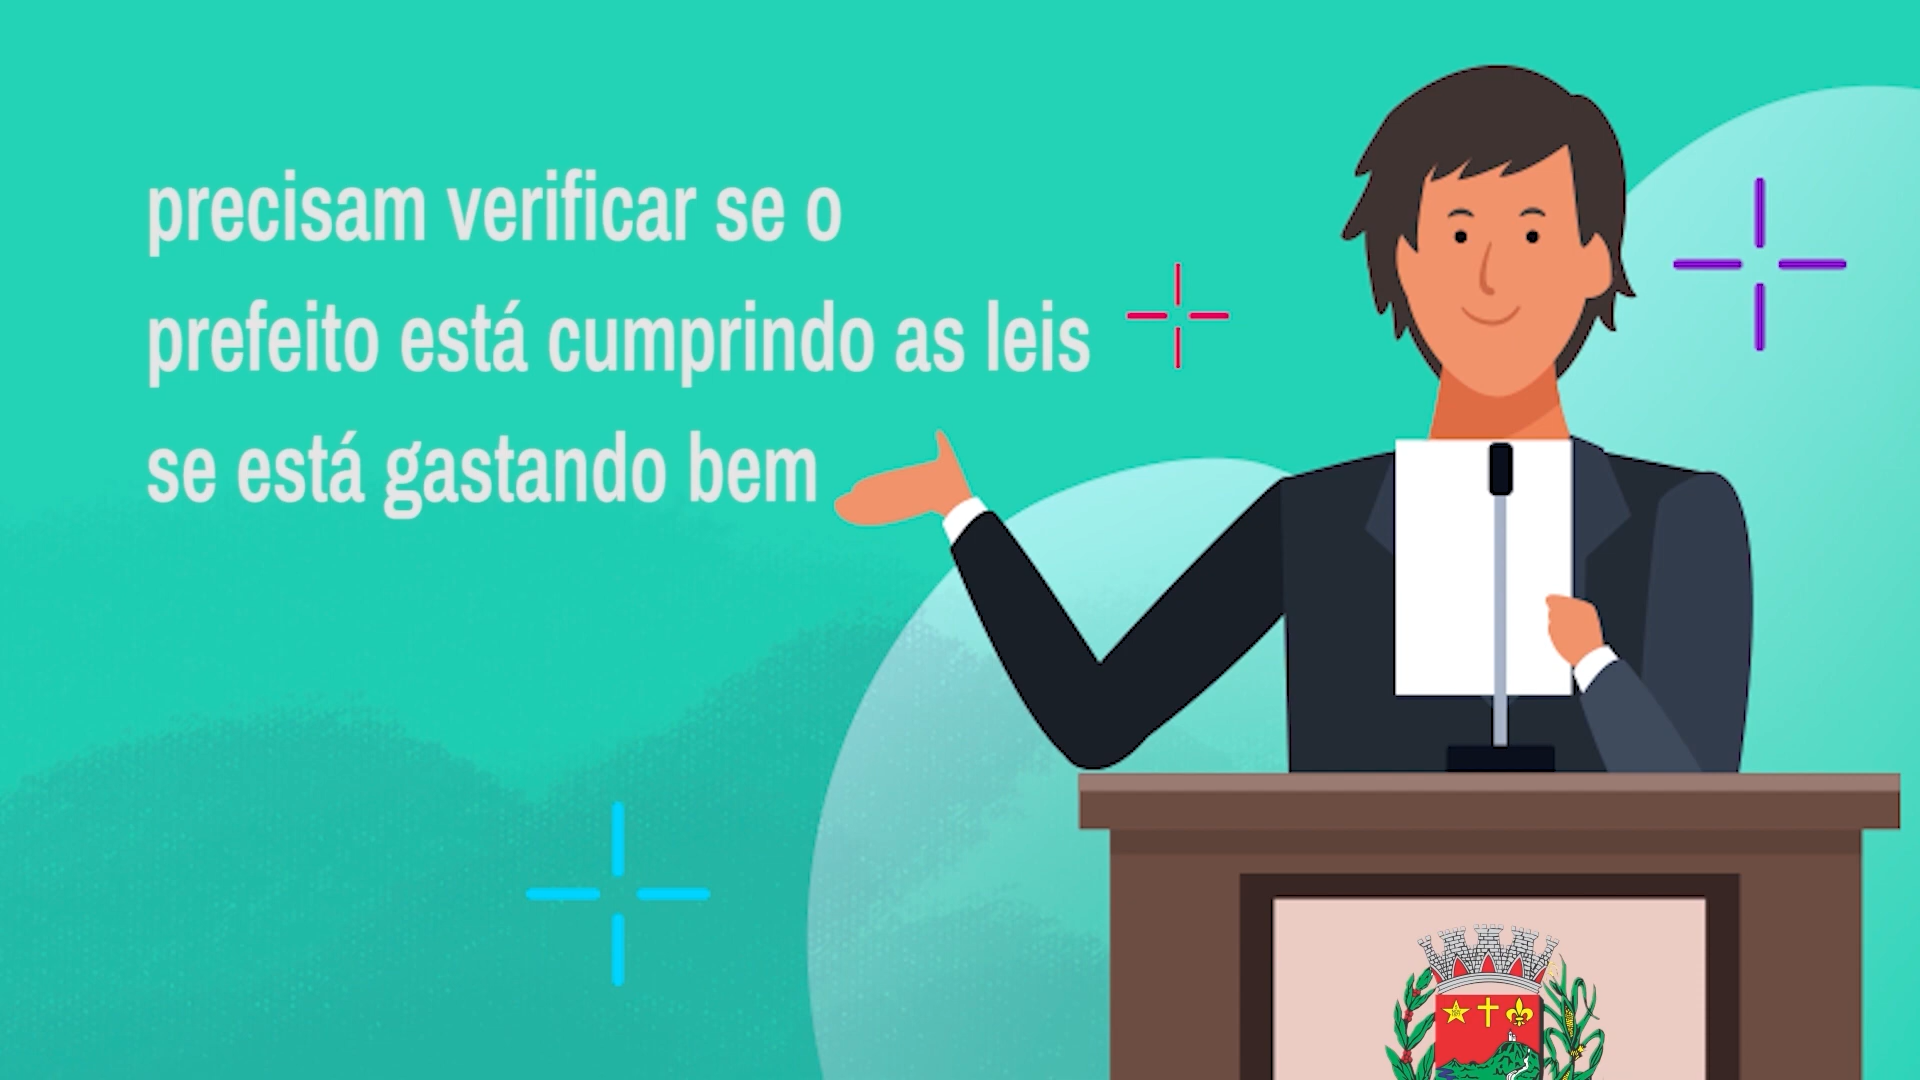 precisam verificar se o
prefeito está cumprindo as leis
se está gastando bem